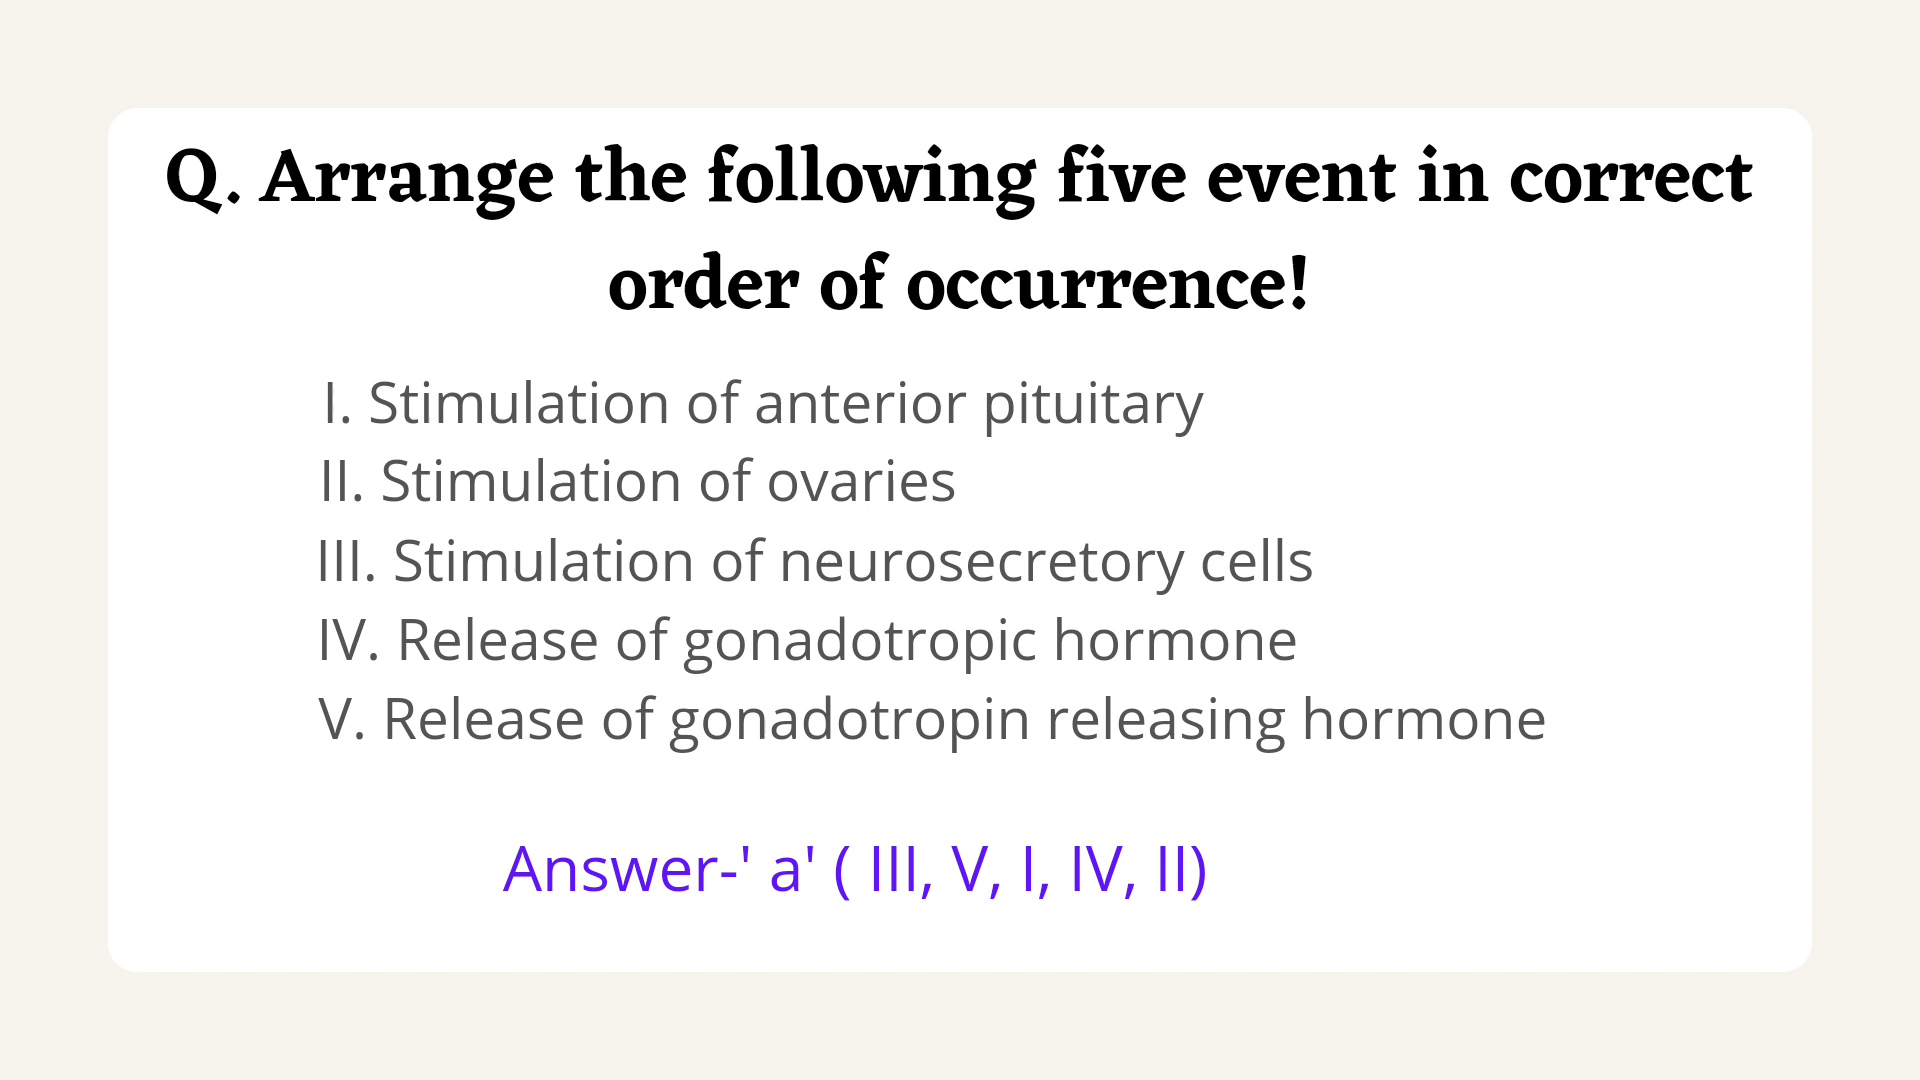 Q. Arrange the following five event in correct
order of occurrence!
I. Stimulation of anterior pituitary
II. Stimulation of ovaries
III. Stimulation of neurosecretory cells
IV. Release of gonadotropic hormone
V. Release of gonadotropin releasing hormone
Answer-' a' ( III, V, I, IV, II)